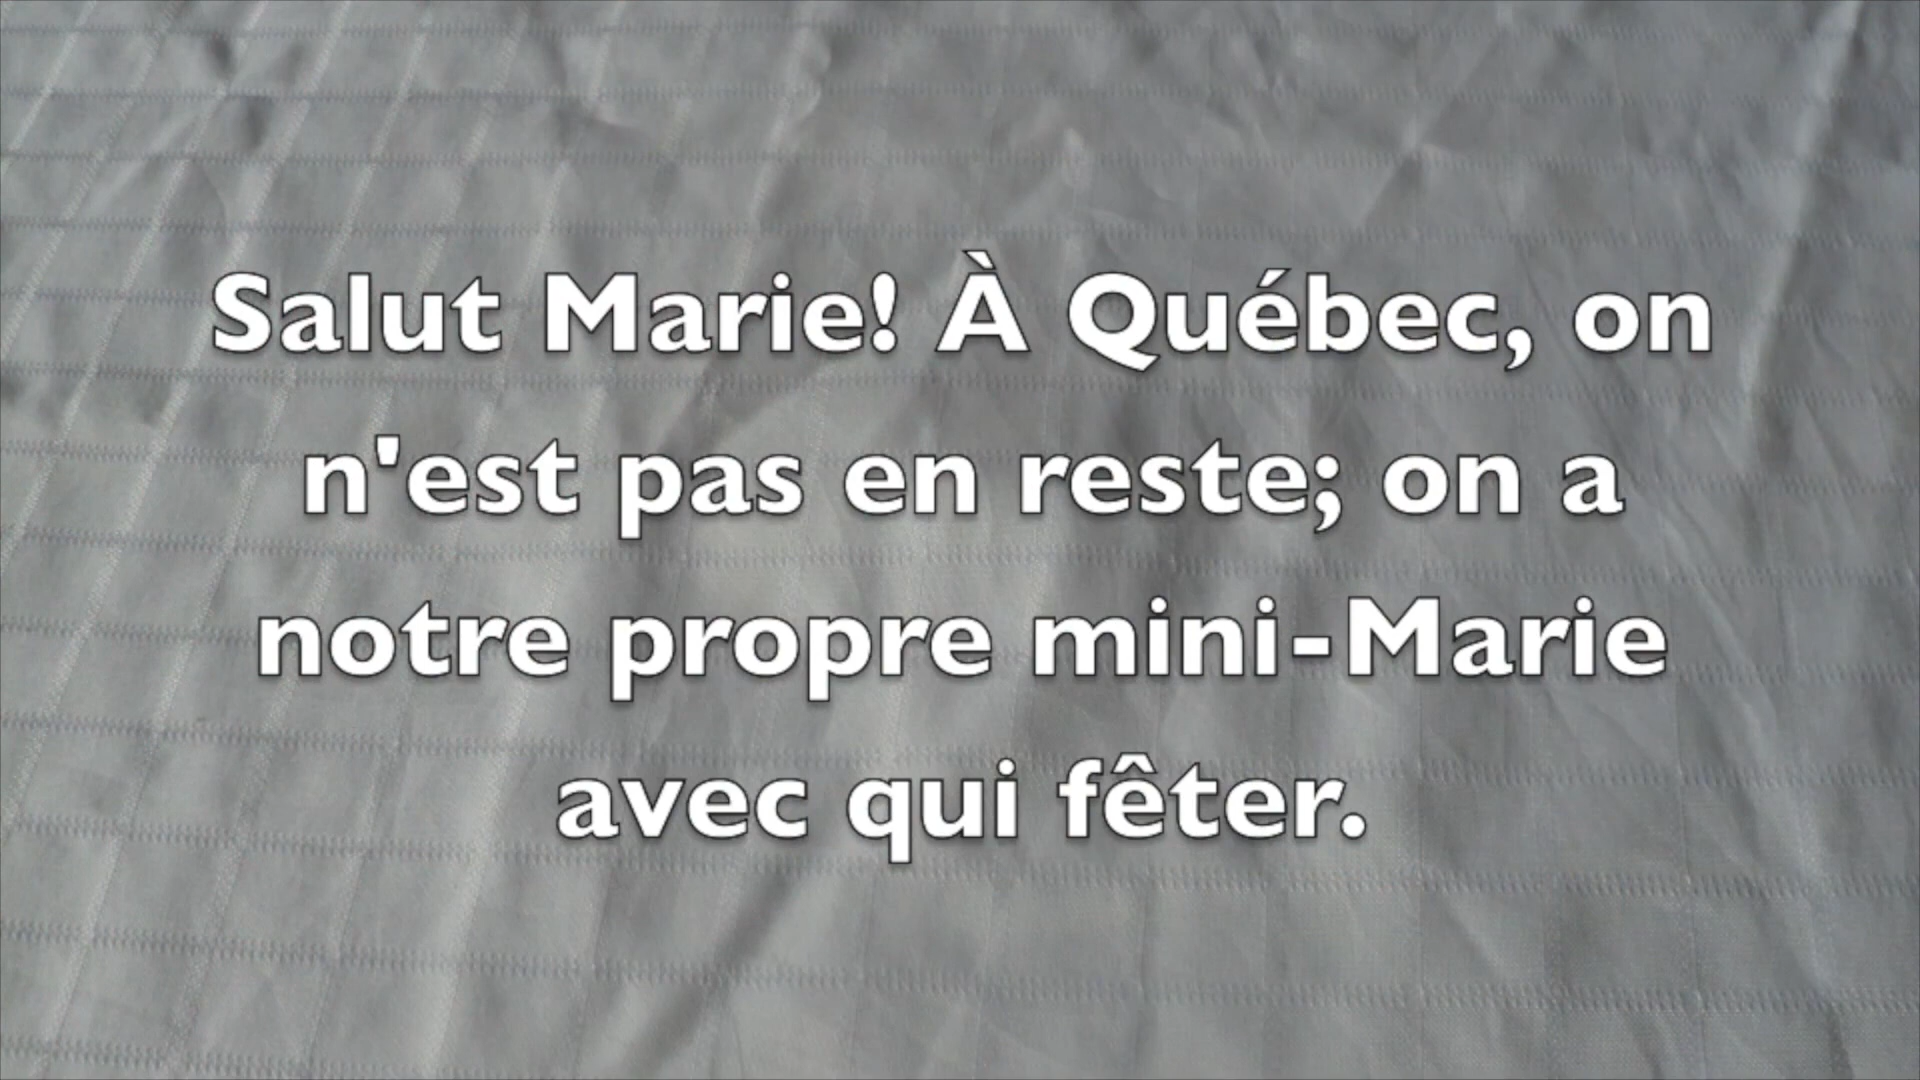 Salut Marie! À Québec, on
n'est pas en reste; on a
notre propre mini-Marie
avec qui fêter.